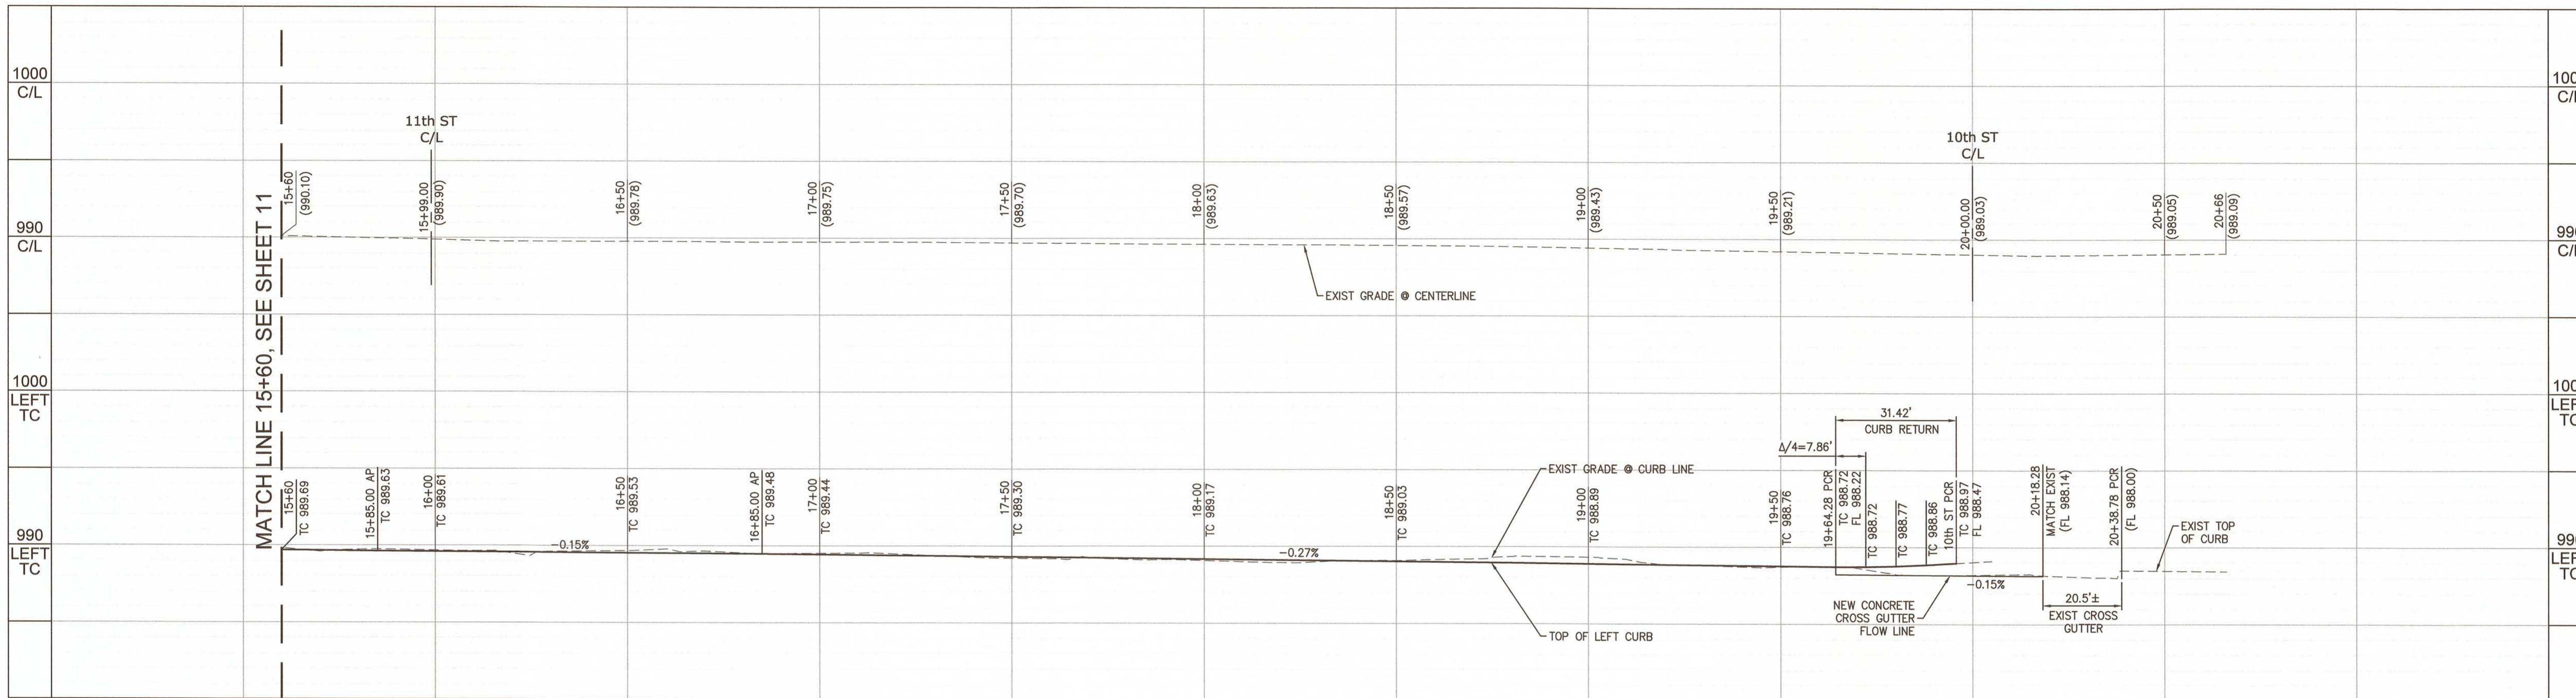 1000
C/L
990
C/L
1000
LEFT
TC
990
LEFT
TC
MATCH LINE 15+60, SEE SHEET 11
11th ST
C/L
10th ST
C/L
15+60
(990.10)
15+99.00
(989.90)
16+50
(989.78)
17+00
(989.75)
17+50
(989.70)
18+00
(989.63)
18+50
(989.57)
19+00
(989.43)
19+50
(989.21)
20+000.00
(989.03)
20+50
(989.05)
20+66
(989.09)
EXIST GRADE @ CENTERLINE
15+60
TC 989.69
15+85.00 AP
TC 989.63
16+00
TC 989.61
16+50
TC 989.53
16+85.00 AP
TC 989.48
17+00
TC 989.44
17+50
TC 989.30
18+00
TC 989.17
18+50
TC 989.03
19+00
TC 988.89
19+50
TC 988.76
19+64.28 PCR
TC 988.72
FL 988.22
TC 988.72
TC 988.77
TC 988.86
10th ST PCR
TC 988.97
FL 988.47
20+18.28
MATCH EXIST
(FL 988.14)
20+38.78 PCR
(FL 988.00)
31.42'
CURB RETURN
Δ/4=7.86'
EXIST GRADE @ CURB LINE
EXIST TOP
OF CURB
-0.15%
-0.27%
-0.15%
TOP OF LEFT CURB
NEW CONCRETE
CROSS GUTTER
FLOW LINE
20.5'±
EXIST CROSS
GUTTER
LEF